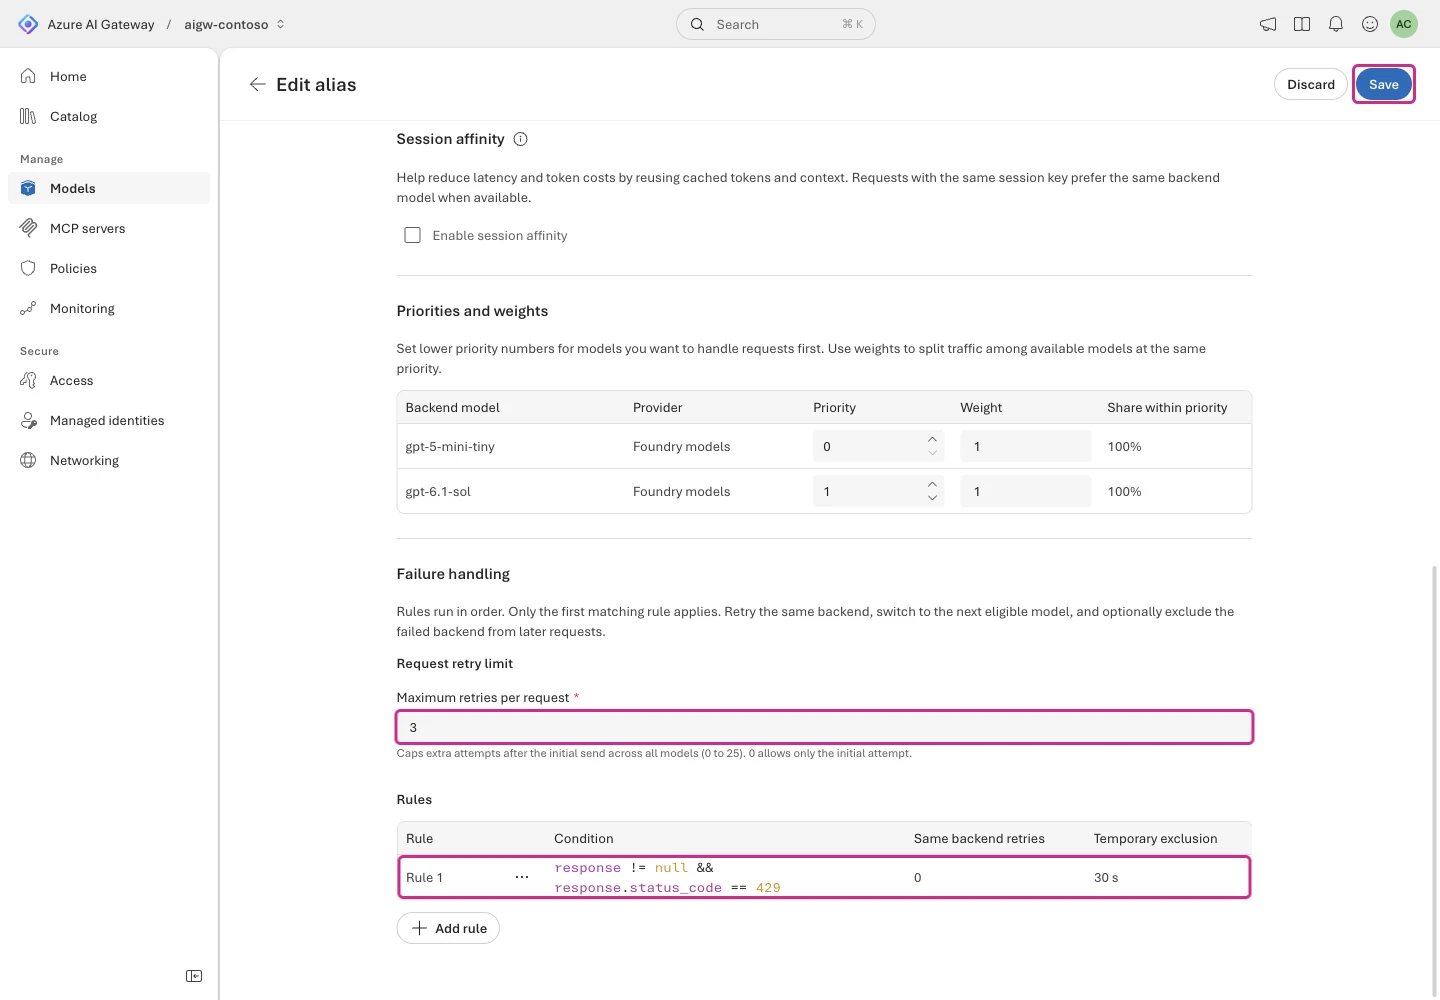 Azure AI Gateway / aigw-contoso
Search ⌘ K
AC
Home
Catalog
Manage
Models
MCP servers
Policies
Monitoring
Secure
Access
Managed identities
Networking
Edit alias
Discard
Save
Session affinity
Help reduce latency and token costs by reusing cached tokens and context. Requests with the same session key prefer the same backend
model when available.
Enable session affinity
Priorities and weights
Set lower priority numbers for models you want to handle requests first. Use weights to split traffic among available models at the same
priority.
Backend model Provider Priority Weight Share within priority
gpt-5-mini-tiny Foundry models 0 1 100%
gpt-6.1-sol Foundry models 1 1 100%
Failure handling
Rules run in order. Only the first matching rule applies. Retry the same backend, switch to the next eligible model, and optionally exclude the
failed backend from later requests.
Request retry limit
Maximum retries per request *
3
Caps extra attempts after the initial send across all models (0 to 25). 0 allows only the initial attempt.
Rules
Rule Condition Same backend retries Temporary exclusion
Rule 1 ... response != null &&
response.status_code == 429 0 30 s
Add rule